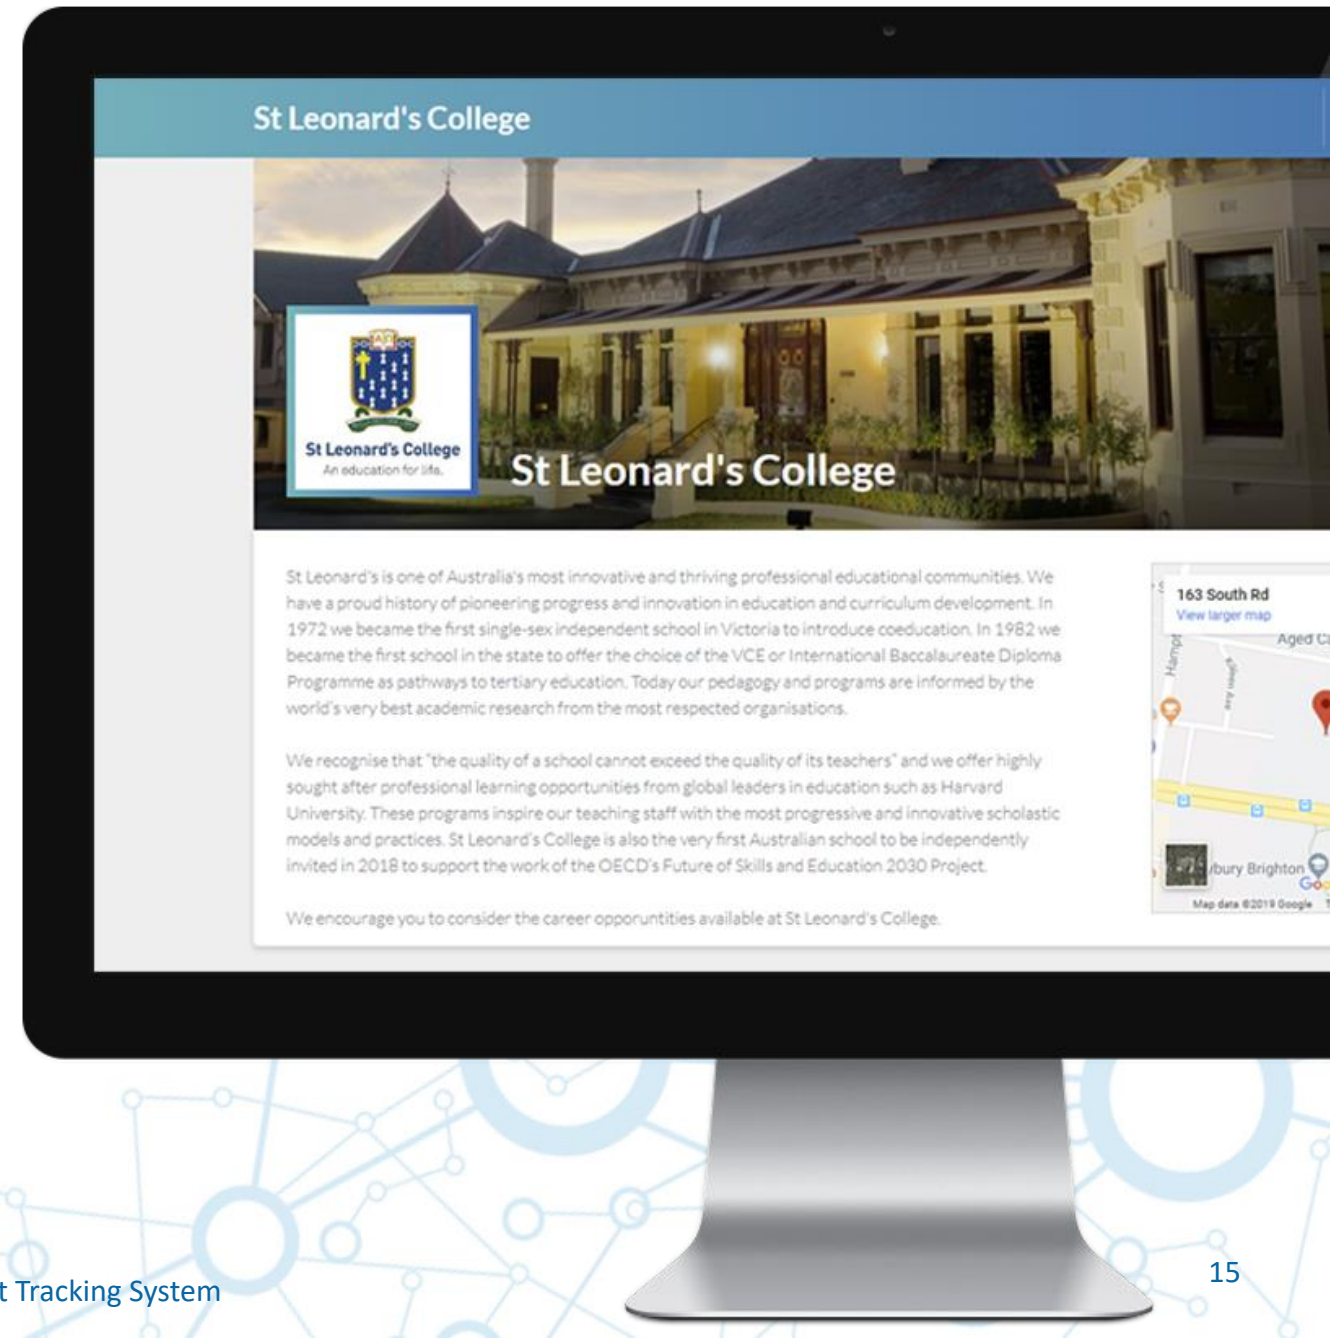 St Leonard's College
St Leonard's College
An education for life.
St Leonard's College
St Leonard's is one of Australia's most innovative and thriving professional educational communities. We
have a proud history of pioneering progress and innovation in education and curriculum development. In
1972 we became the first single-sex independent school in Victoria to introduce coeducation. In 1982 we
became the first school in the state to offer the choice of the VCE or International Baccalaureate Diploma
Programme as pathways to tertiary education. Today our pedagogy and programs are informed by the
world's very best academic research from the most respected organisations.
We recognise that "the quality of a school cannot exceed the quality of its teachers" and we offer highly
sought after professional learning opportunities from global leaders in education such as Harvard
University. These programs inspire our teaching staff with the most progressive and innovative scholastic
models and practices. St Leonard's College is also the very first Australian school to be independently
invited in 2018 to support the work of the OECD's Future of Skills and Education 2030 Project.
We encourage you to consider the career opporuntities available at St Leonard's College.
163 South Rd
View larger map
Aged Ca
Hampt
bury Brighton
Goo
Map data ©2019 Google
t Tracking System
15